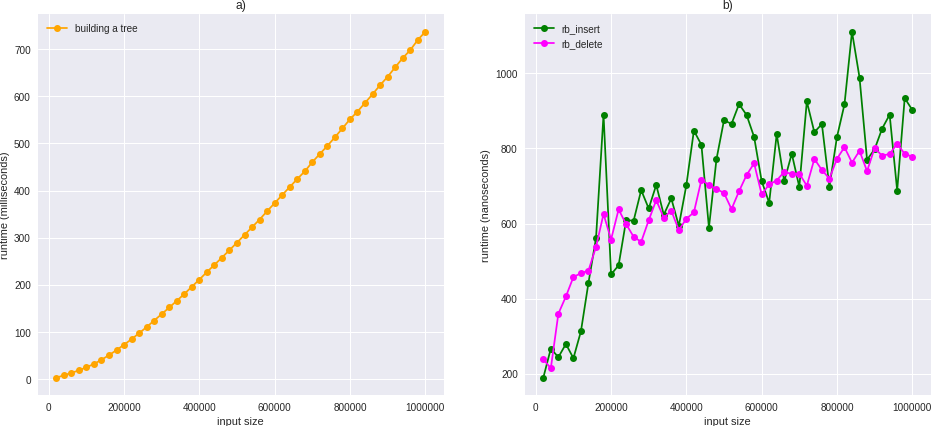 a)
building a tree
runtime (milliseconds)
700
600
500
400
300
200
100
0
0
200000
400000
600000
800000
1000000
input size
b)
rb_insert
rb_delete
runtime (nanoseconds)
1000
800
600
400
200
0
200000
400000
600000
800000
1000000
input size